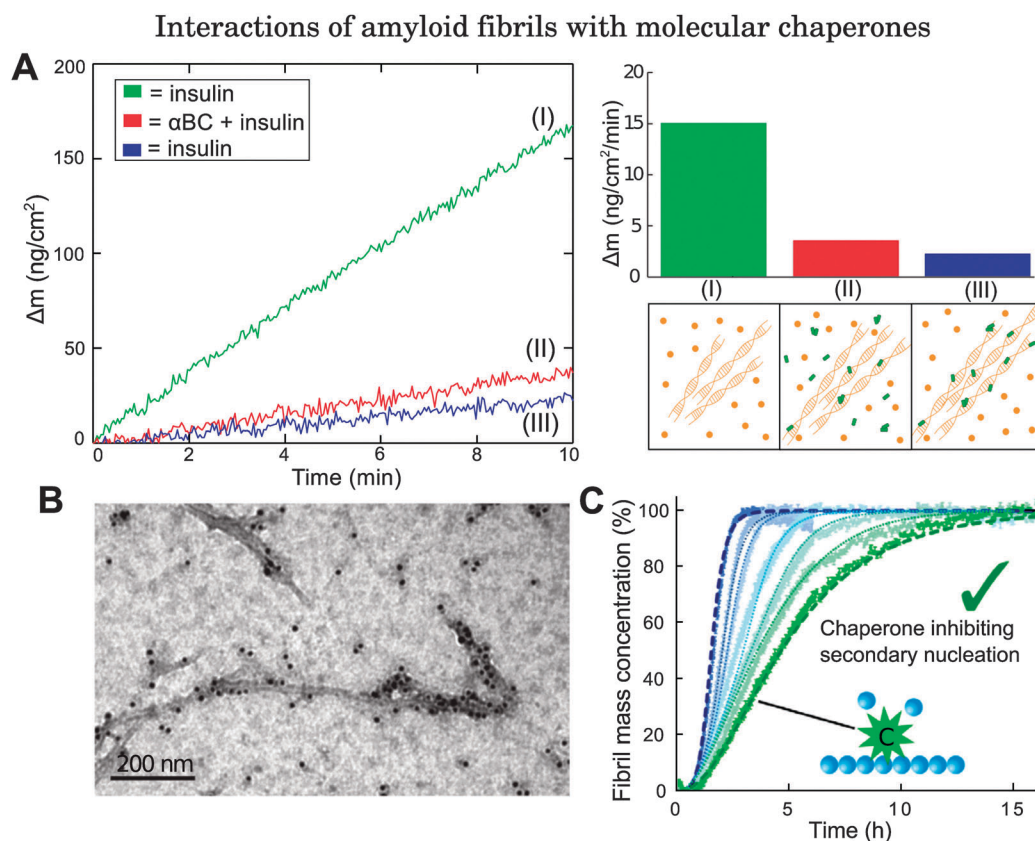 Interactions of amyloid fibrils with molecular chaperones
A
200
150
100
50
0
Δm (ng/cm²)
= insulin
= αBC + insulin
= insulin
(I)
(II)
(III)
0
2
4
6
8
10
Time (min)
20
15
10
5
0
Δm (ng/cm²/min)
(I)
(II)
(III)
B
200 nm
C
100
80
60
40
20
0
Fibril mass concentration (%)
Chaperone inhibiting
secondary nucleation
C
0
5
10
15
Time (h)